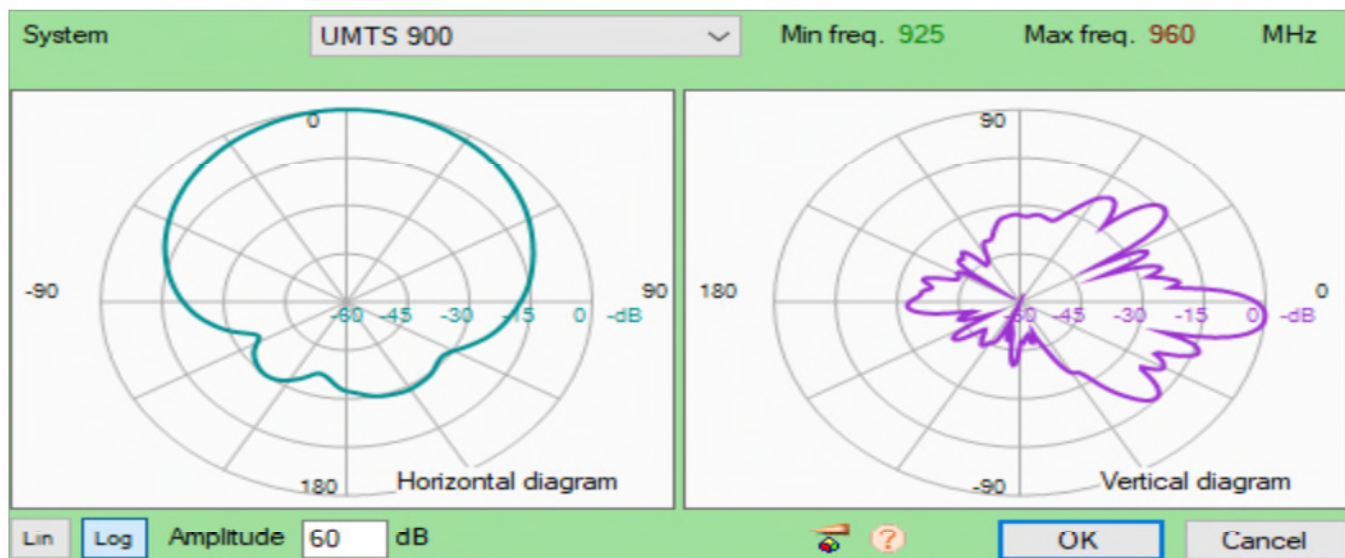 System UMTS 900 Min freq. 925 Max freq. 960 MHz
0 90
-90 90 180 0
-60 -45 -30 -15 0 -dB -60 -45 -30 -15 0 -dB
180 Horizontal diagram -90 Vertical diagram
Lin Log Amplitude 60 dB ? OK Cancel